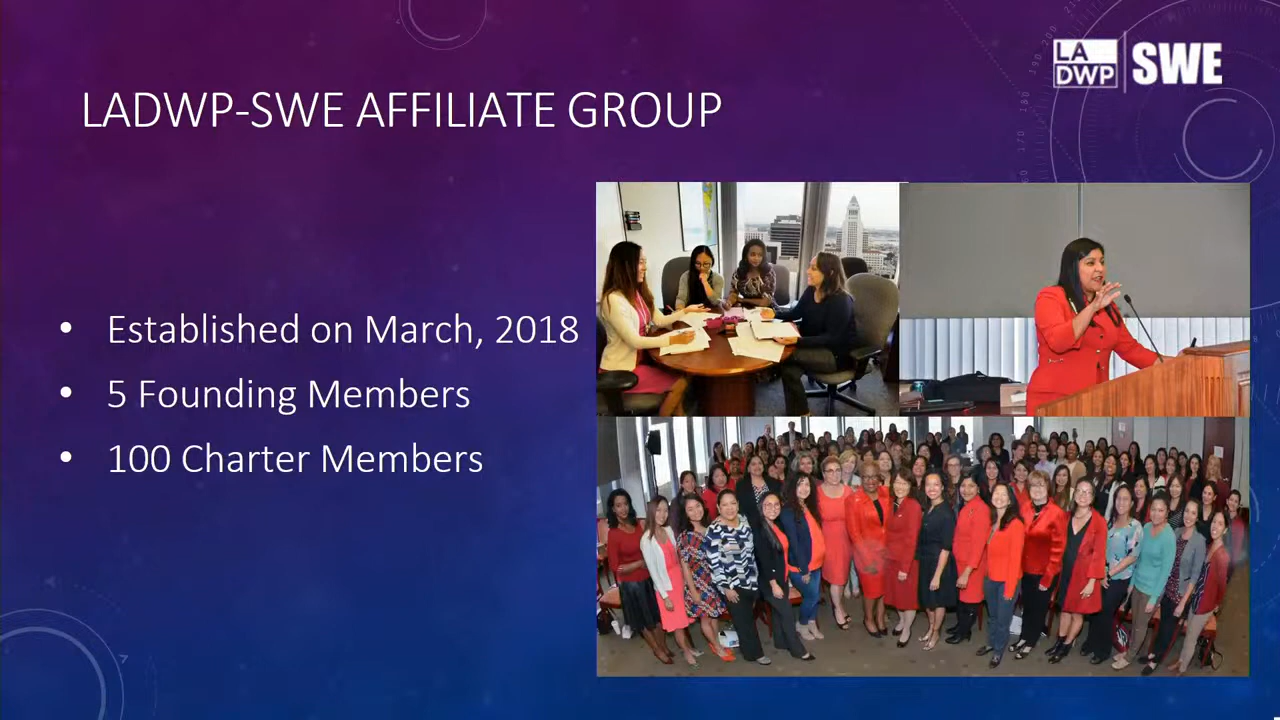 LA
DWP
SWE
LADWP-SWE AFFILIATE GROUP
• Established on March, 2018
• 5 Founding Members
• 100 Charter Members